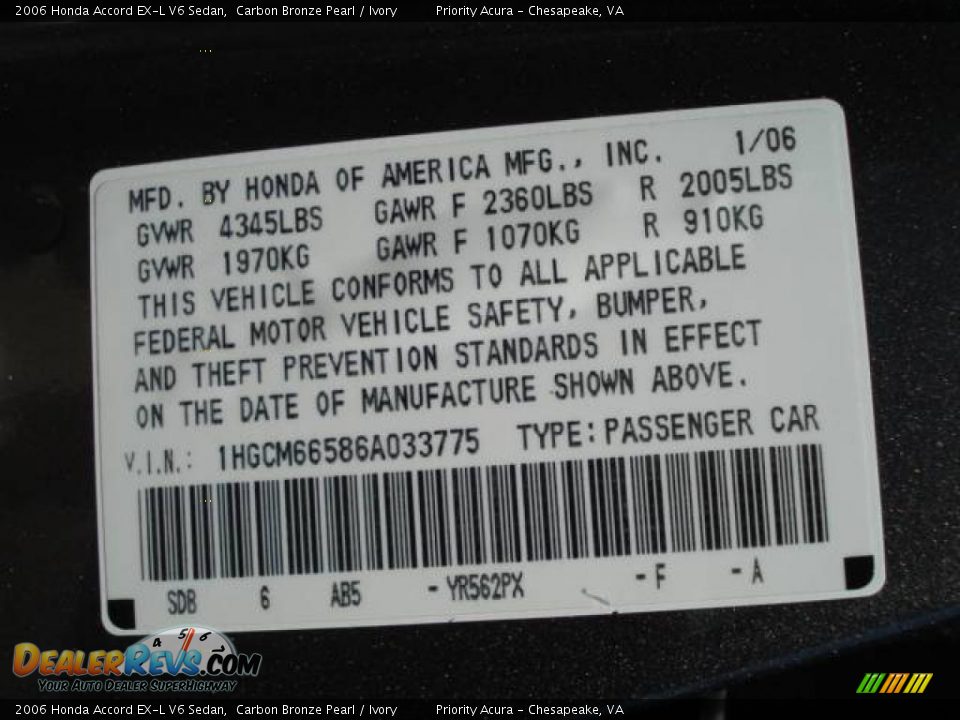 2006 Honda Accord EX-L V6 Sedan, Carbon Bronze Pearl / Ivory Priority Acura - Chesapeake, VA
MFD. BY HONDA OF AMERICA MFG., INC. 1/06
GVWR 4345LBS GAWR F 2360LBS R 2005LBS
GVWR 1970KG GAWR F 1070KG R 910KG
THIS VEHICLE CONFORMS TO ALL APPLICABLE
FEDERAL MOTOR VEHICLE SAFETY, BUMPER,
AND THEFT PREVENTION STANDARDS IN EFFECT
ON THE DATE OF MANUFACTURE SHOWN ABOVE.
V.I.N.: 1HGCM66586A033775 TYPE:PASSENGER CAR
SDB 6 AB5 -YR562PX -F -A
4 5 6
DEALERREVS.COM
Your Auto Dealer SuperHighway
2006 Honda Accord EX-L V6 Sedan, Carbon Bronze Pearl / Ivory Priority Acura - Chesapeake, VA